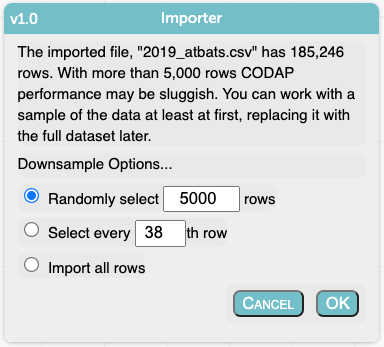 v1.0 Importer
The imported file, "2019_atbats.csv" has 185,246
rows. With more than 5,000 rows CODAP
performance may be sluggish. You can work with a
sample of the data at least at first, replacing it with
the full dataset later.
Downsample Options...
Randomly select 5000 rows
Select every 38 th row
Import all rows
CANCEL OK